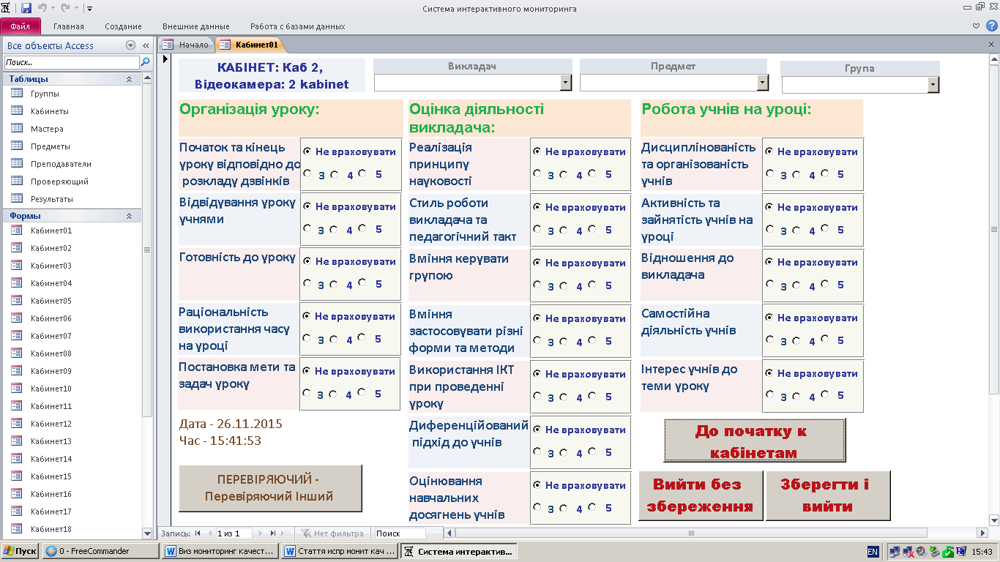 Система интерактивного мониторинга
Файл Главная Создание Внешние данные Работа с базами данных
Все объекты Access
Поиск...
Таблицы
Группы
Кабинеты
Мастера
Предметы
Преподаватели
Проверяющий
Результаты
Формы
Кабинет01
Кабинет02
Кабинет03
Кабинет04
Кабинет05
Кабинет06
Кабинет07
Кабинет08
Кабинет09
Кабинет10
Кабинет11
Кабинет12
Кабинет13
Кабинет14
Кабинет15
Кабинет16
Кабинет17
Кабинет18
Начало Кабинет01
КАБІНЕТ: Каб 2,
Відеокамера: 2 kabinet
Викладач
Предмет
Група
Організація уроку:
Початок та кінець
уроку відповідно до
розкладу дзвінків
Не враховувати
3 4 5
Відвідування уроку
учнями
Не враховувати
3 4 5
Готовність до уроку
Не враховувати
3 4 5
Раціональність
використання часу
на уроці
Не враховувати
3 4 5
Постановка мети та
задач уроку
Не враховувати
3 4 5
Дата - 26.11.2015
Час - 15:41:53
ПЕРЕВІРЯЮЧИЙ -
Перевіряючий Інший
Оцінка діяльності
викладача:
Реалізація
принципу
науковості
Не враховувати
3 4 5
Стиль роботи
викладача та
педагогічний такт
Не враховувати
3 4 5
Вміння керувати
групою
Не враховувати
3 4 5
Вміння
застосовувати різні
форми та методи
Не враховувати
3 4 5
Використання ІКТ
при проведенні
уроку
Не враховувати
3 4 5
Диференційований
підхід до учнів
Не враховувати
3 4 5
Оцінювання
навчальних
досягнень учнів
Не враховувати
3 4 5
Робота учнів на уроці:
Дисциплінованість
та організованість
учнів
Не враховувати
3 4 5
Активність та
зайнятість учнів на
уроці
Не враховувати
3 4 5
Відношення до
викладача
Не враховувати
3 4 5
Самостійна
діяльність учнів
Не враховувати
3 4 5
Інтерес учнів до
теми уроку
Не враховувати
3 4 5
До початку к
кабінетам
Вийти без
збереження
Зберегти і
вийти
Запись: 1 из 1 Нет фильтра Поиск
Пуск 0 - FreeCommander Виз мониторинг качест... Стаття испр монит кач ... Система интерактив... EN 15:43